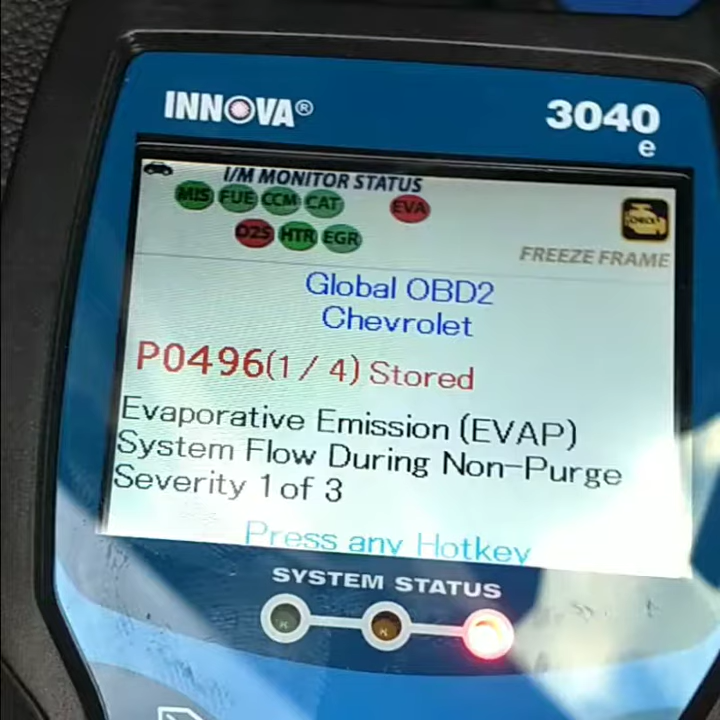 INNOVA® 3040
e
I/M MONITOR STATUS
MIS FUE CCM CAT EVA
O2S HTR EGR
CHECK
FREEZE FRAME
Global OBD2
Chevrolet
P0496(1 / 4) Stored
Evaporative Emission (EVAP)
System Flow During Non-Purge
Severity 1 of 3
Press any Hotkey
SYSTEM STATUS